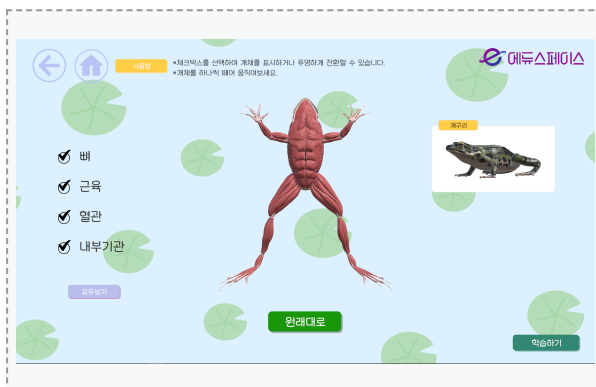 사용법
*체크박스를 선택하여 개체를 표시하거나 투명하게 전환할 수 있습니다.
*개체를 하나씩 떼어 움직여보세요.
에듀스페이스
개구리
뼈
근육
혈관
내부기관
모두보기
원래대로
학습하기